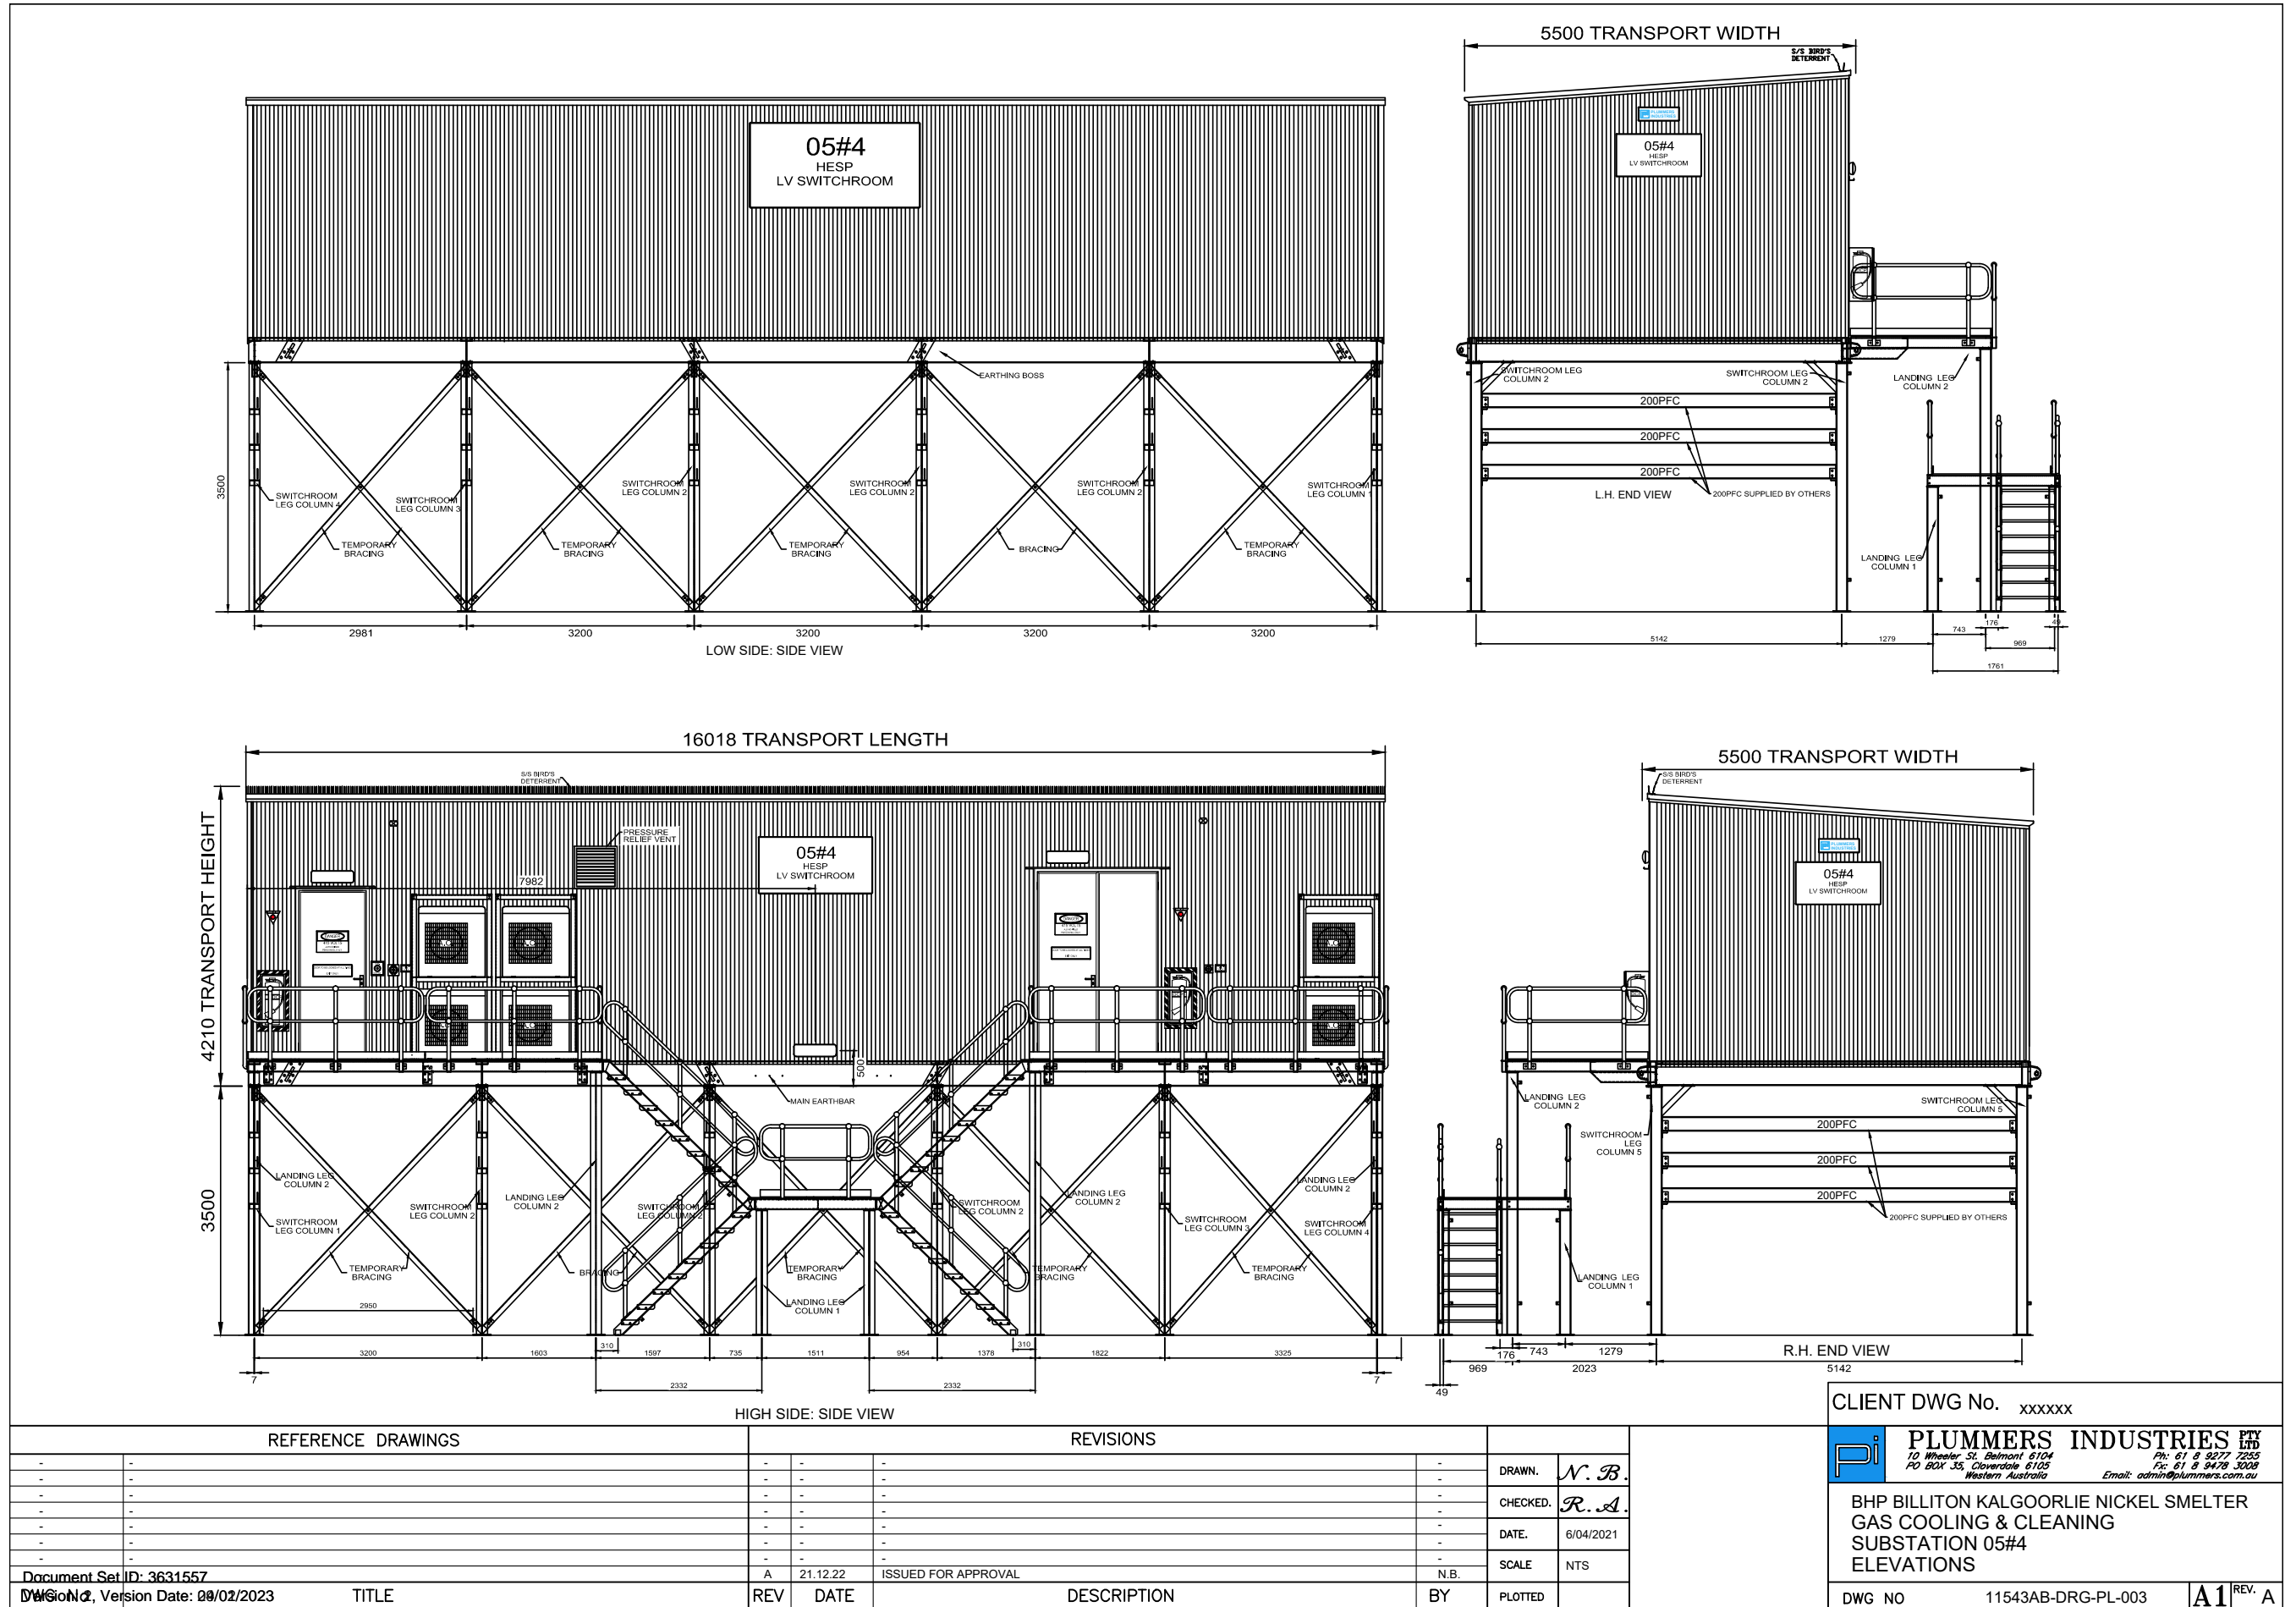 5500 TRANSPORT WIDTH
S/S BIRD'S
DETERRENT
05#4
HESP
LV SWITCHROOM
PLUMMERS
INDUSTRIES
05#4
HESP
LV SWITCHROOM
EARTHING BOSS
3500
SWITCHROOM
LEG COLUMN 4
SWITCHROOM
LEG COLUMN 3
SWITCHROOM
LEG COLUMN 2
SWITCHROOM
LEG COLUMN 2
SWITCHROOM
LEG COLUMN 2
SWITCHROOM
LEG COLUMN 1
TEMPORARY
BRACING
TEMPORARY
BRACING
TEMPORARY
BRACING
BRACING
TEMPORARY
BRACING
2981
3200
3200
3200
3200
LOW SIDE: SIDE VIEW
SWITCHROOM LEG
COLUMN 2
SWITCHROOM LEG
COLUMN 2
LANDING LEG
COLUMN 2
200PFC
200PFC
200PFC
L.H. END VIEW
200PFC SUPPLIED BY OTHERS
LANDING LEG
COLUMN 1
5142
1279
743
176
49
969
1761
16018 TRANSPORT LENGTH
5500 TRANSPORT WIDTH
S/S BIRD'S
DETERRENT
S/S BIRD'S
DETERRENT
4210 TRANSPORT HEIGHT
PRESSURE
RELIEF VENT
7982
05#4
HESP
LV SWITCHROOM
DANGER
DANGER
PLUMMERS
INDUSTRIES
05#4
HESP
LV SWITCHROOM
500
MAIN EARTHBAR
3500
LANDING LEG
COLUMN 2
SWITCHROOM
LEG COLUMN 1
SWITCHROOM
LEG COLUMN 2
LANDING LEG
COLUMN 2
SWITCHROOM
LEG COLUMN 2
SWITCHROOM
LEG COLUMN 2
LANDING LEG
COLUMN 2
SWITCHROOM
LEG COLUMN 3
LANDING LEG
COLUMN 2
SWITCHROOM
LEG COLUMN 4
TEMPORARY
BRACING
BRACING
TEMPORARY
BRACING
LANDING LEG
COLUMN 1
TEMPORARY
BRACING
TEMPORARY
BRACING
2950
3200
1603
310
1597
735
1511
954
1378
310
1822
3325
7
2332
2332
7
HIGH SIDE: SIDE VIEW
LANDING LEG
COLUMN 2
SWITCHROOM
LEG
COLUMN 5
SWITCHROOM LEG
COLUMN 5
200PFC
200PFC
200PFC
200PFC SUPPLIED BY OTHERS
LANDING LEG
COLUMN 1
R.H. END VIEW
176
743
1279
969
2023
5142
49
CLIENT DWG No. xxxxxx
REFERENCE DRAWINGS
REVISIONS
DRAWN. N.B.
CHECKED. R.A.
DATE. 6/04/2021
SCALE NTS
PLOTTED
A 21.12.22 ISSUED FOR APPROVAL N.B.
REV DATE DESCRIPTION BY
Document Set ID: 3631557
Version: 2, Version Date: /2023
DWG No. TITLE
Pi
PLUMMERS INDUSTRIES PTY LTD
10 Wheeler St. Belmont 6104
PO BOX 35, Cloverdale 6105
Western Australia
Ph: 61 8 9277 7255
Fx: 61 8 9478 3008
Email: admin@plummers.com.au
BHP BILLITON KALGOORLIE NICKEL SMELTER
GAS COOLING & CLEANING
SUBSTATION 05#4
ELEVATIONS
DWG NO 11543AB-DRG-PL-003 A1 REV. A